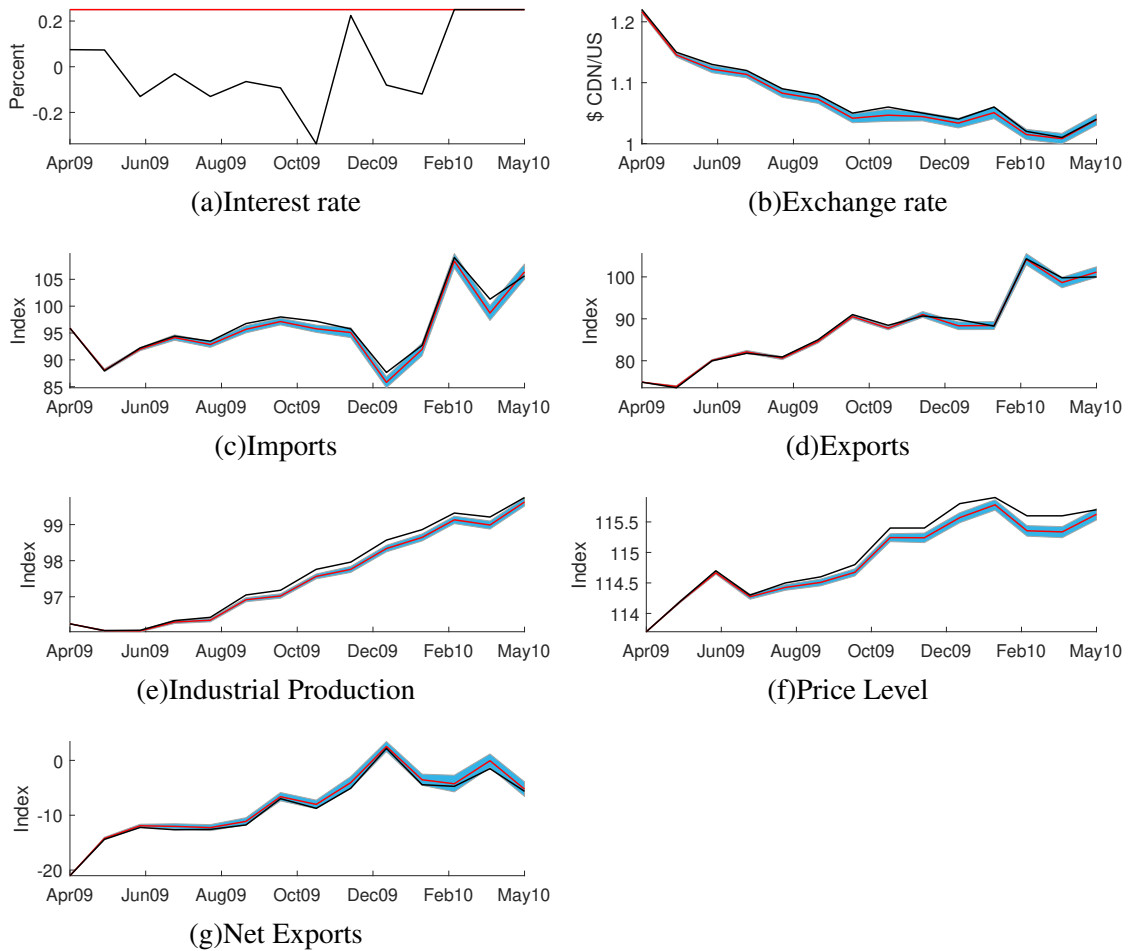 Percent
0.2
0
-0.2
Apr09 Jun09 Aug09 Oct09 Dec09 Feb10 May10
(a)Interest rate
$ CDN/US
1.2
1.1
1
Apr09 Jun09 Aug09 Oct09 Dec09 Feb10 May10
(b)Exchange rate
Index
105
100
95
90
85
Apr09 Jun09 Aug09 Oct09 Dec09 Feb10 May10
(c)Imports
Index
100
90
80
Apr09 Jun09 Aug09 Oct09 Dec09 Feb10 May10
(d)Exports
Index
99
98
97
Apr09 Jun09 Aug09 Oct09 Dec09 Feb10 May10
(e)Industrial Production
Index
115.5
115
114.5
114
Apr09 Jun09 Aug09 Oct09 Dec09 Feb10 May10
(f)Price Level
Index
0
-10
-20
Apr09 Jun09 Aug09 Oct09 Dec09 Feb10 May10
(g)Net Exports